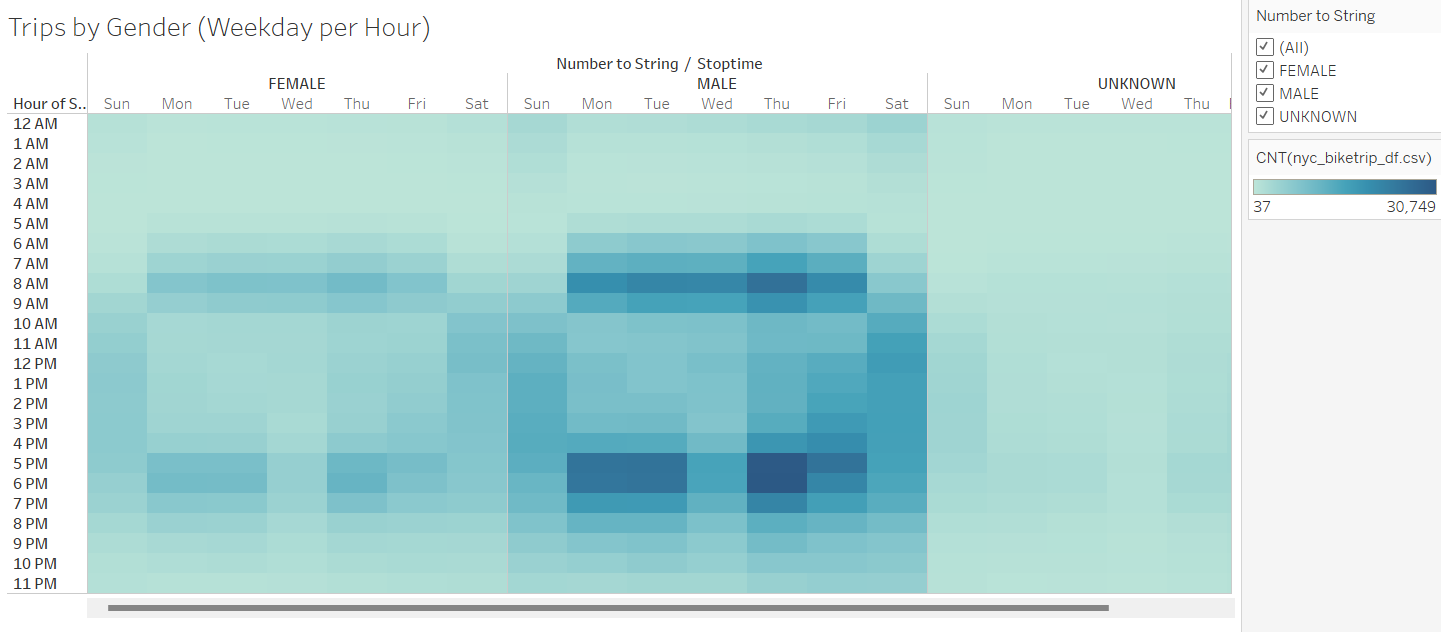 Trips by Gender (Weekday per Hour)
Number to String / Stoptime
FEMALE MALE UNKNOWN
Hour of S.. Sun Mon Tue Wed Thu Fri Sat Sun Mon Tue Wed Thu Fri Sat Sun Mon Tue Wed Thu
12 AM
1 AM
2 AM
3 AM
4 AM
5 AM
6 AM
7 AM
8 AM
9 AM
10 AM
11 AM
12 PM
1 PM
2 PM
3 PM
4 PM
5 PM
6 PM
7 PM
8 PM
9 PM
10 PM
11 PM
Number to String
(All)
FEMALE
MALE
UNKNOWN
CNT(nyc_biketrip_df.csv)
37 30,749